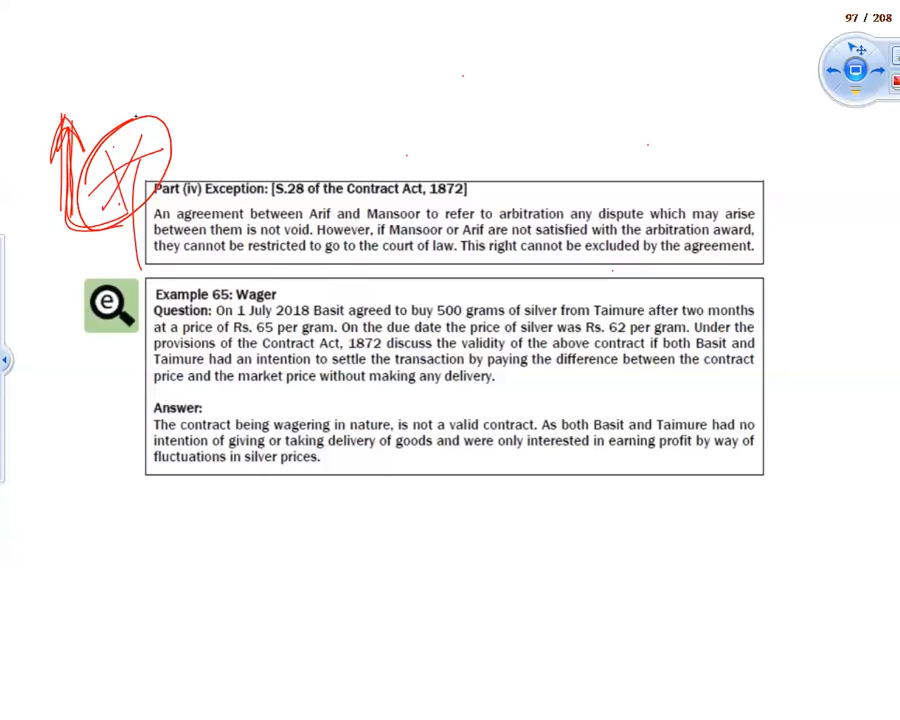 97 / 208
Part (iv) Exception: [S.28 of the Contract Act, 1872]
An agreement between Arif and Mansoor to refer to arbitration any dispute which may arise
between them is not void. However, if Mansoor or Arif are not satisfied with the arbitration award,
they cannot be restricted to go to the court of law. This right cannot be excluded by the agreement.
e
Example 65: Wager
Question: On 1 July 2018 Basit agreed to buy 500 grams of silver from Taimure after two months
at a price of Rs. 65 per gram. On the due date the price of silver was Rs. 62 per gram. Under the
provisions of the Contract Act, 1872 discuss the validity of the above contract if both Basit and
Taimure had an intention to settle the transaction by paying the difference between the contract
price and the market price without making any delivery.
Answer:
The contract being wagering in nature, is not a valid contract. As both Basit and Taimure had no
intention of giving or taking delivery of goods and were only interested in earning profit by way of
fluctuations in silver prices.